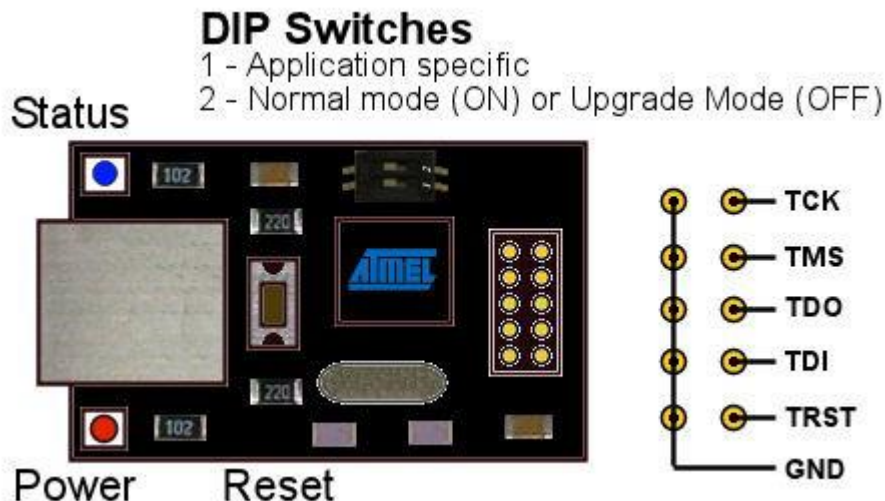 DIP Switches
1 - Application specific
2 - Normal mode (ON) or Upgrade Mode (OFF)
Status
102
220
ATMEL
220
102
Power
Reset
TCK
TMS
TDO
TDI
TRST
GND